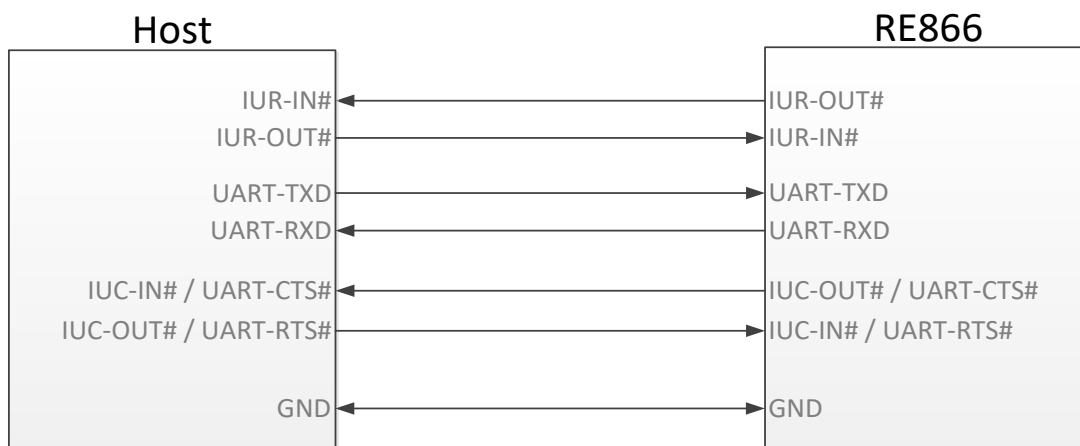 Host
RE866
IUR-IN#
IUR-OUT#
IUR-OUT#
IUR-IN#
UART-TXD
UART-TXD
UART-RXD
UART-RXD
IUC-IN# / UART-CTS#
IUC-OUT# / UART-CTS#
IUC-OUT# / UART-RTS#
IUC-IN# / UART-RTS#
GND
GND